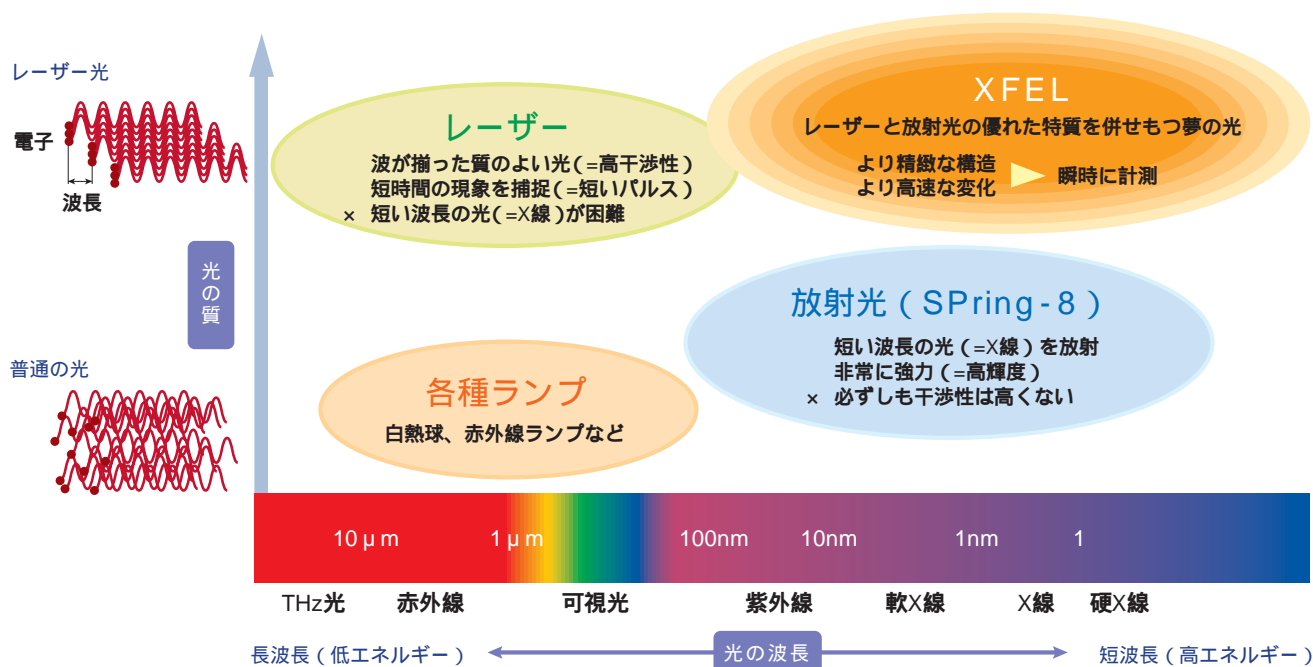 レーザー光
電子
波長
光の質
普通の光
レーザー
波が揃った質のよい光(=高干渉性)
短時間の現象を捕捉(=短いパルス)
× 短い波長の光(=X線)が困難
XFEL
レーザーと放射光の優れた特質を併せもつ夢の光
より精緻な構造
より高速な変化
瞬時に計測
放射光(SPring-8)
短い波長の光(=X線)を放射
非常に強力(=高輝度)
× 必ずしも干渉性は高くない
各種ランプ
白熱球、赤外線ランプなど
10μm 1μm 100nm 10nm 1nm 1
THz光 赤外線 可視光 紫外線 軟X線 X線 硬X線
長波長(低エネルギー) 光の波長 短波長(高エネルギー)